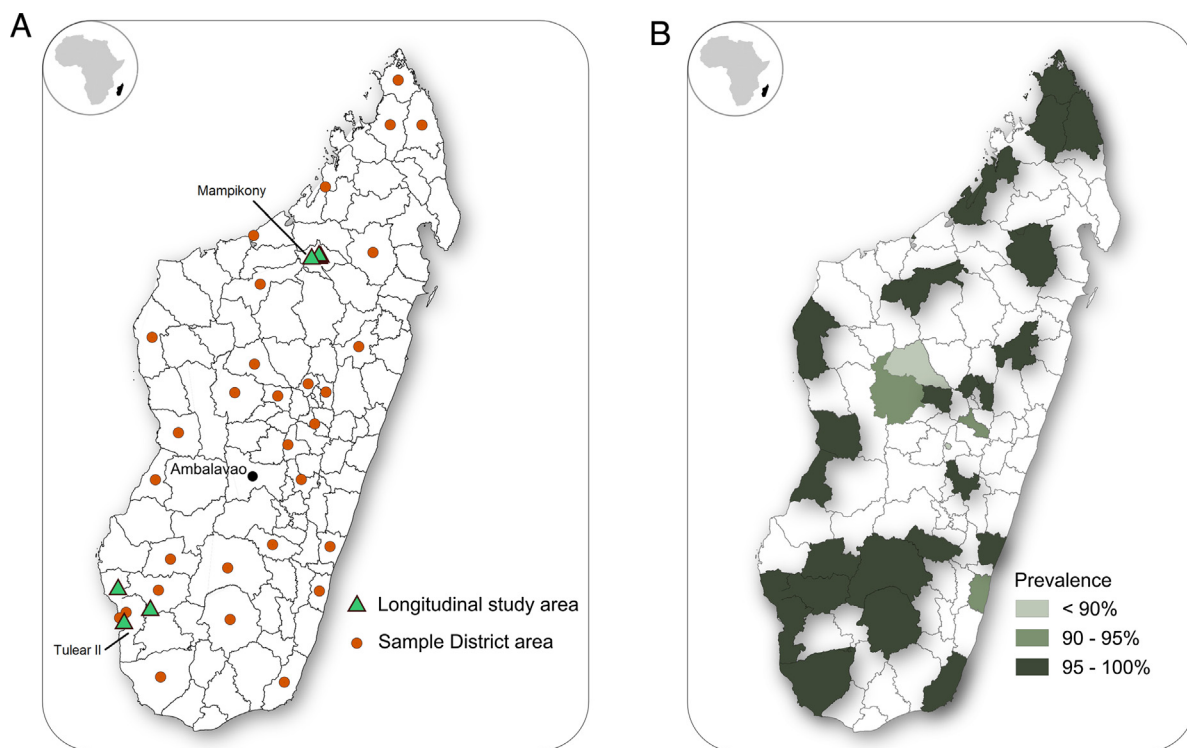 A
Mampikony
Ambalavao
Tulear II
Longitudinal study area
Sample District area
B
Prevalence
< 90%
90 - 95%
95 - 100%